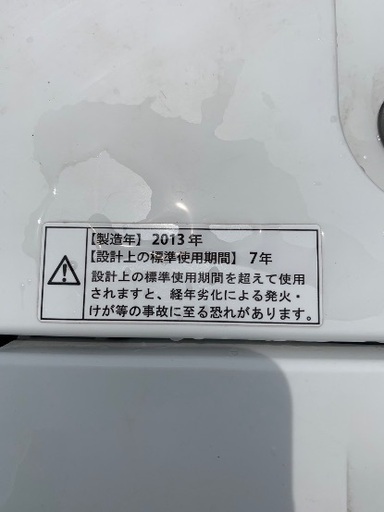 【製造年】 2013 年
【設計上の標準使用期間】 7年
設計上の標準使用期間を超えて使用
されますと、経年劣化による発火・
けが等の事故に至る恐れがあります。